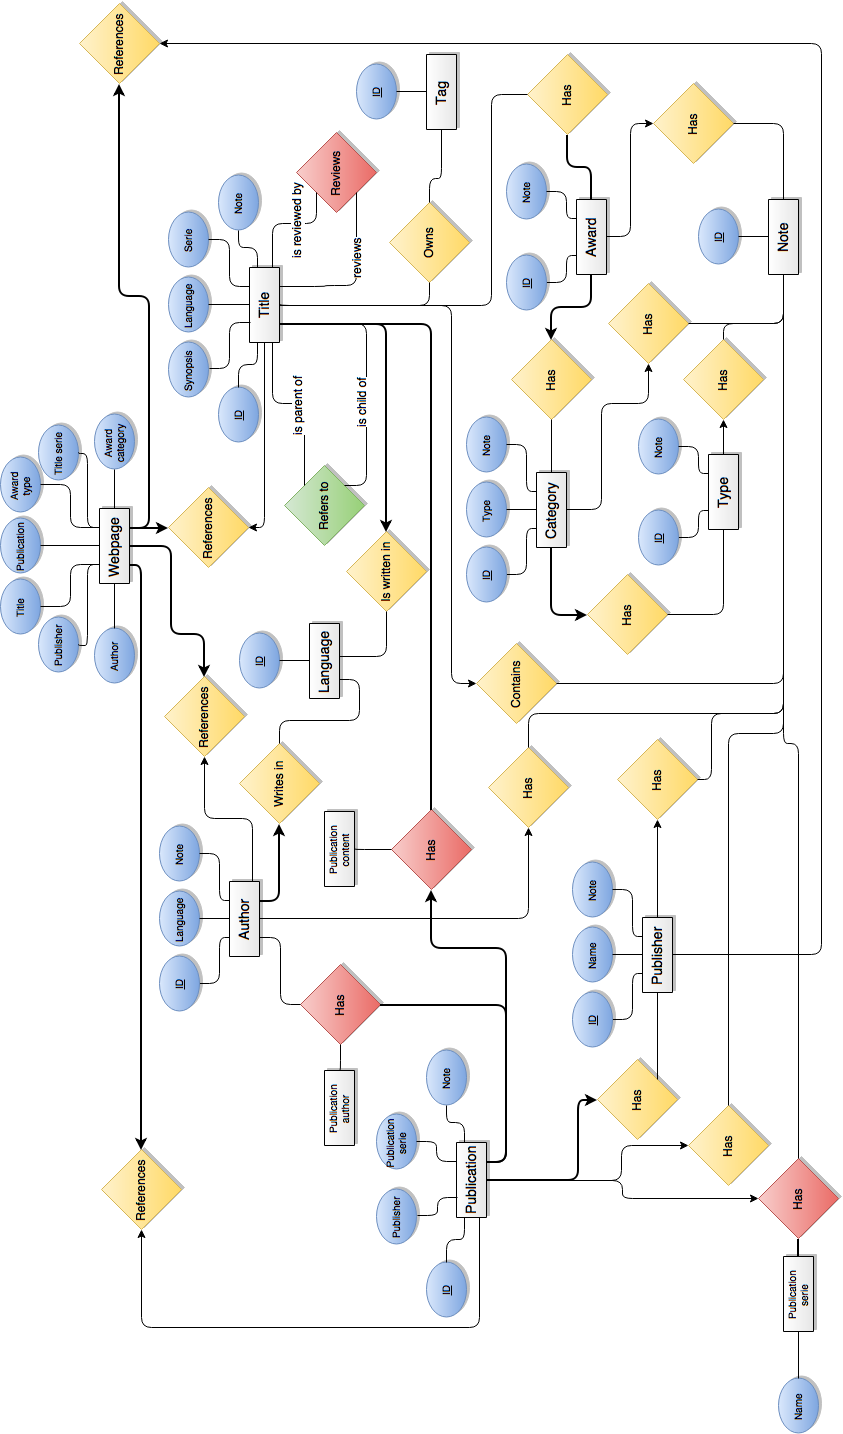 Title
Publication
Award
type
Publisher
Title serie
Author
Webpage
Award
category
References
References
ID
Language
Note
Synopsis
Language
Serie
References
References
Author
ID
Note
ID
Title
Writes in
is parent of
is reviewed by
Language
Refers to
Publication
author
Has
Publication
content
Reviews
is child of
reviews
Is written in
ID
Publisher
Publication
serie
Has
Owns
Tag
ID
Note
Publication
ID
Type
Note
Contains
Has
ID
Note
Category
Has
Has
ID
Name
Note
Award
Has
Has
Has
Publisher
Has
ID
Note
Has
Has
Type
Has
ID
Note
Name
Publication
serie
Has